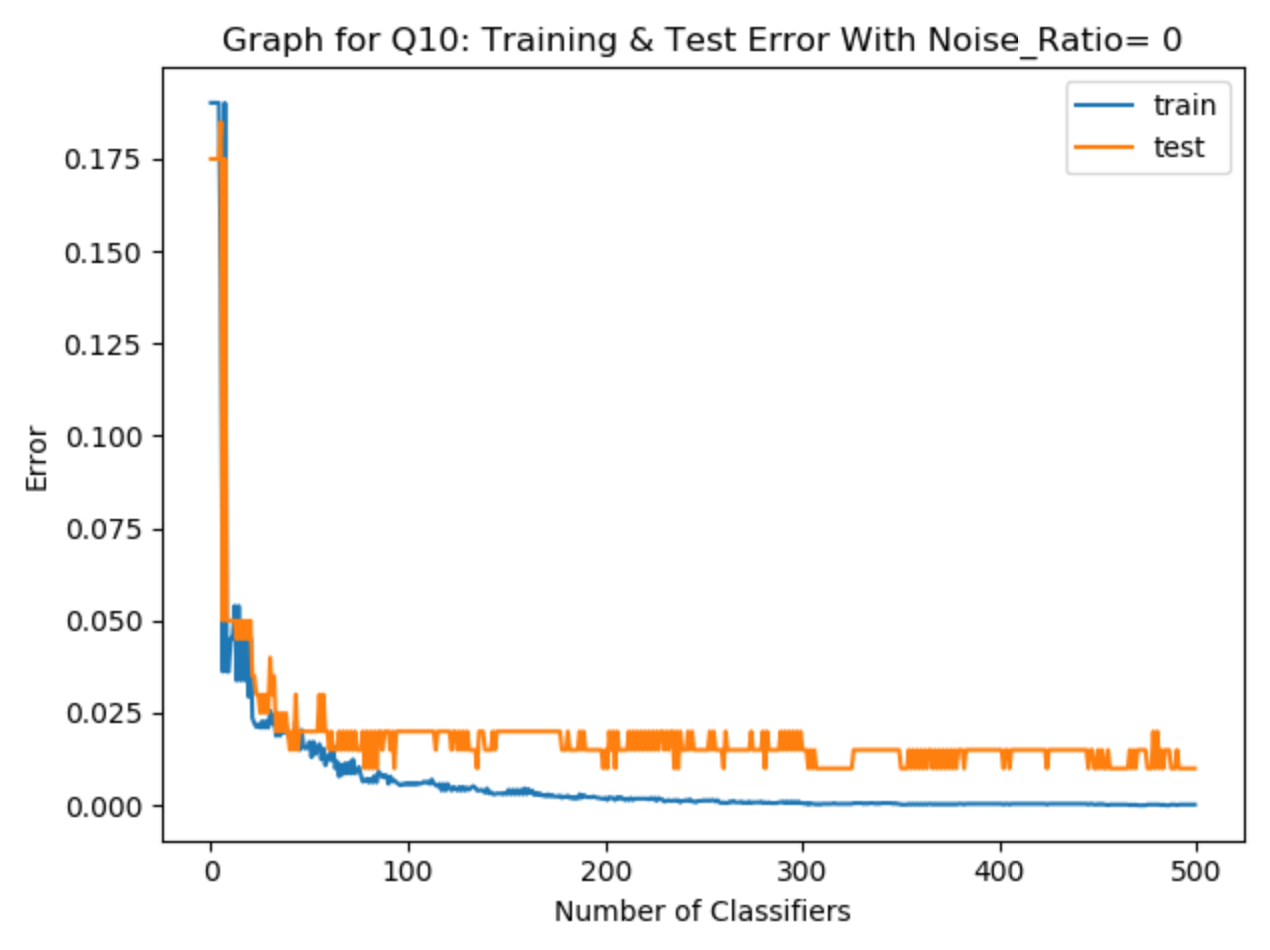 Graph for Q10: Training & Test Error With Noise_Ratio= 0
train
test
0.175
0.150
0.125
0.100
0.075
0.050
0.025
0.000
Error
0 100 200 300 400 500
Number of Classifiers